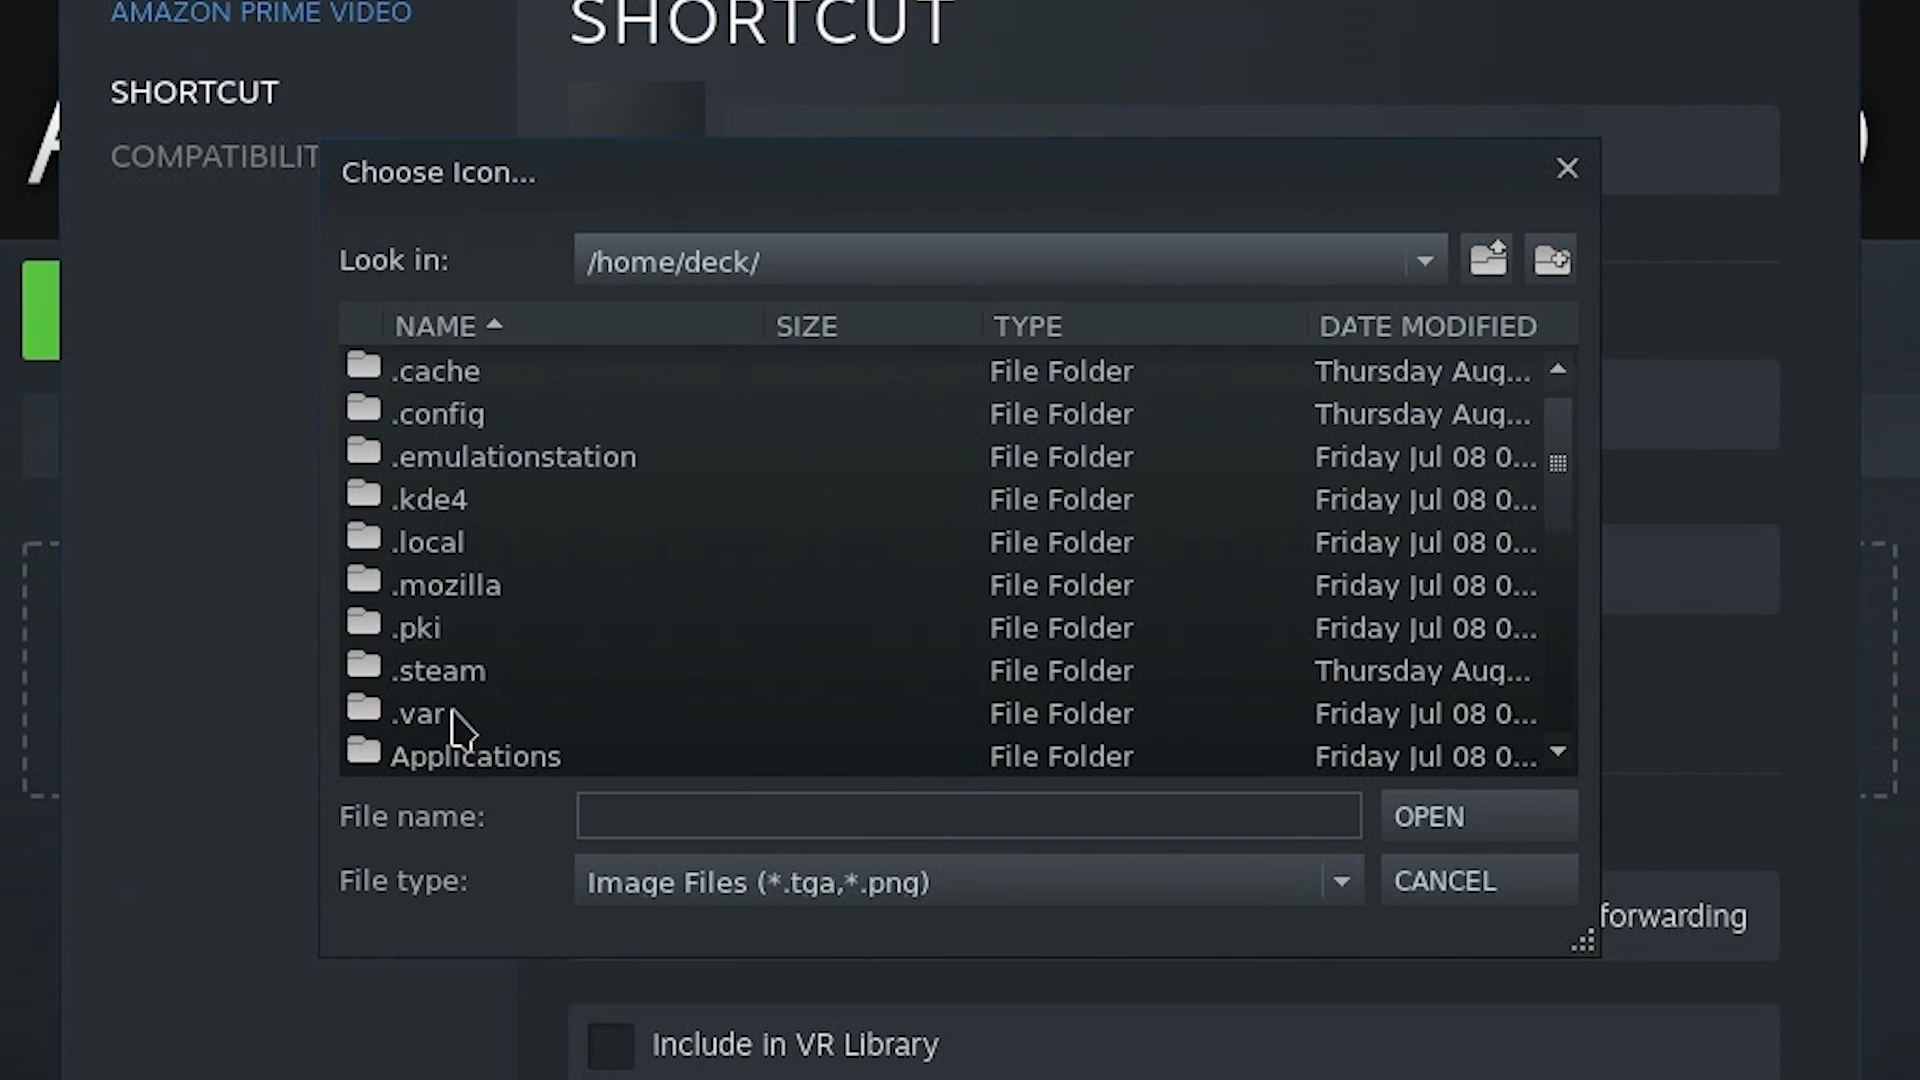 AMAZON PRIME VIDEO
SHORTCUT
SHORTCUT
COMPATIBILIT
Choose Icon...
Look in: /home/deck/
NAME SIZE TYPE DATE MODIFIED
.cache File Folder Thursday Aug...
.config File Folder Thursday Aug...
.emulationstation File Folder Friday Jul 08 0...
.kde4 File Folder Friday Jul 08 0...
.local File Folder Friday Jul 08 0...
.mozilla File Folder Friday Jul 08 0...
.pki File Folder Friday Jul 08 0...
.steam File Folder Thursday Aug...
.var File Folder Friday Jul 08 0...
Applications File Folder Friday Jul 08 0...
File name: OPEN
File type: Image Files (*.tga,*.png) CANCEL
forwarding
Include in VR Library